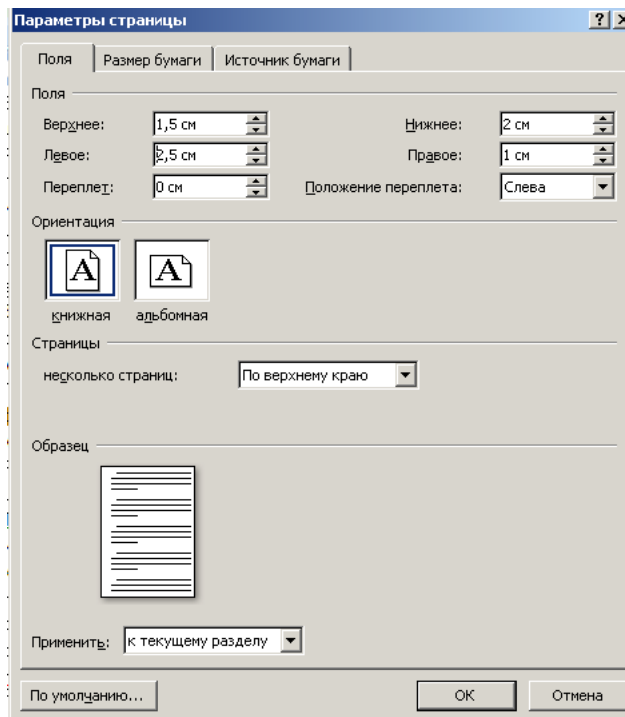 Параметры страницы
Поля Размер бумаги Источник бумаги
Поля
Верхнее: 1,5 см Нижнее: 2 см
Левое: 2,5 см Правое: 1 см
Переплет: 0 см Положение переплета: Слева
Ориентация
A A
книжная альбомная
Страницы
несколько страниц: По верхнему краю
Образец
Применить: к текущему разделу
По умолчанию... ОК Отмена